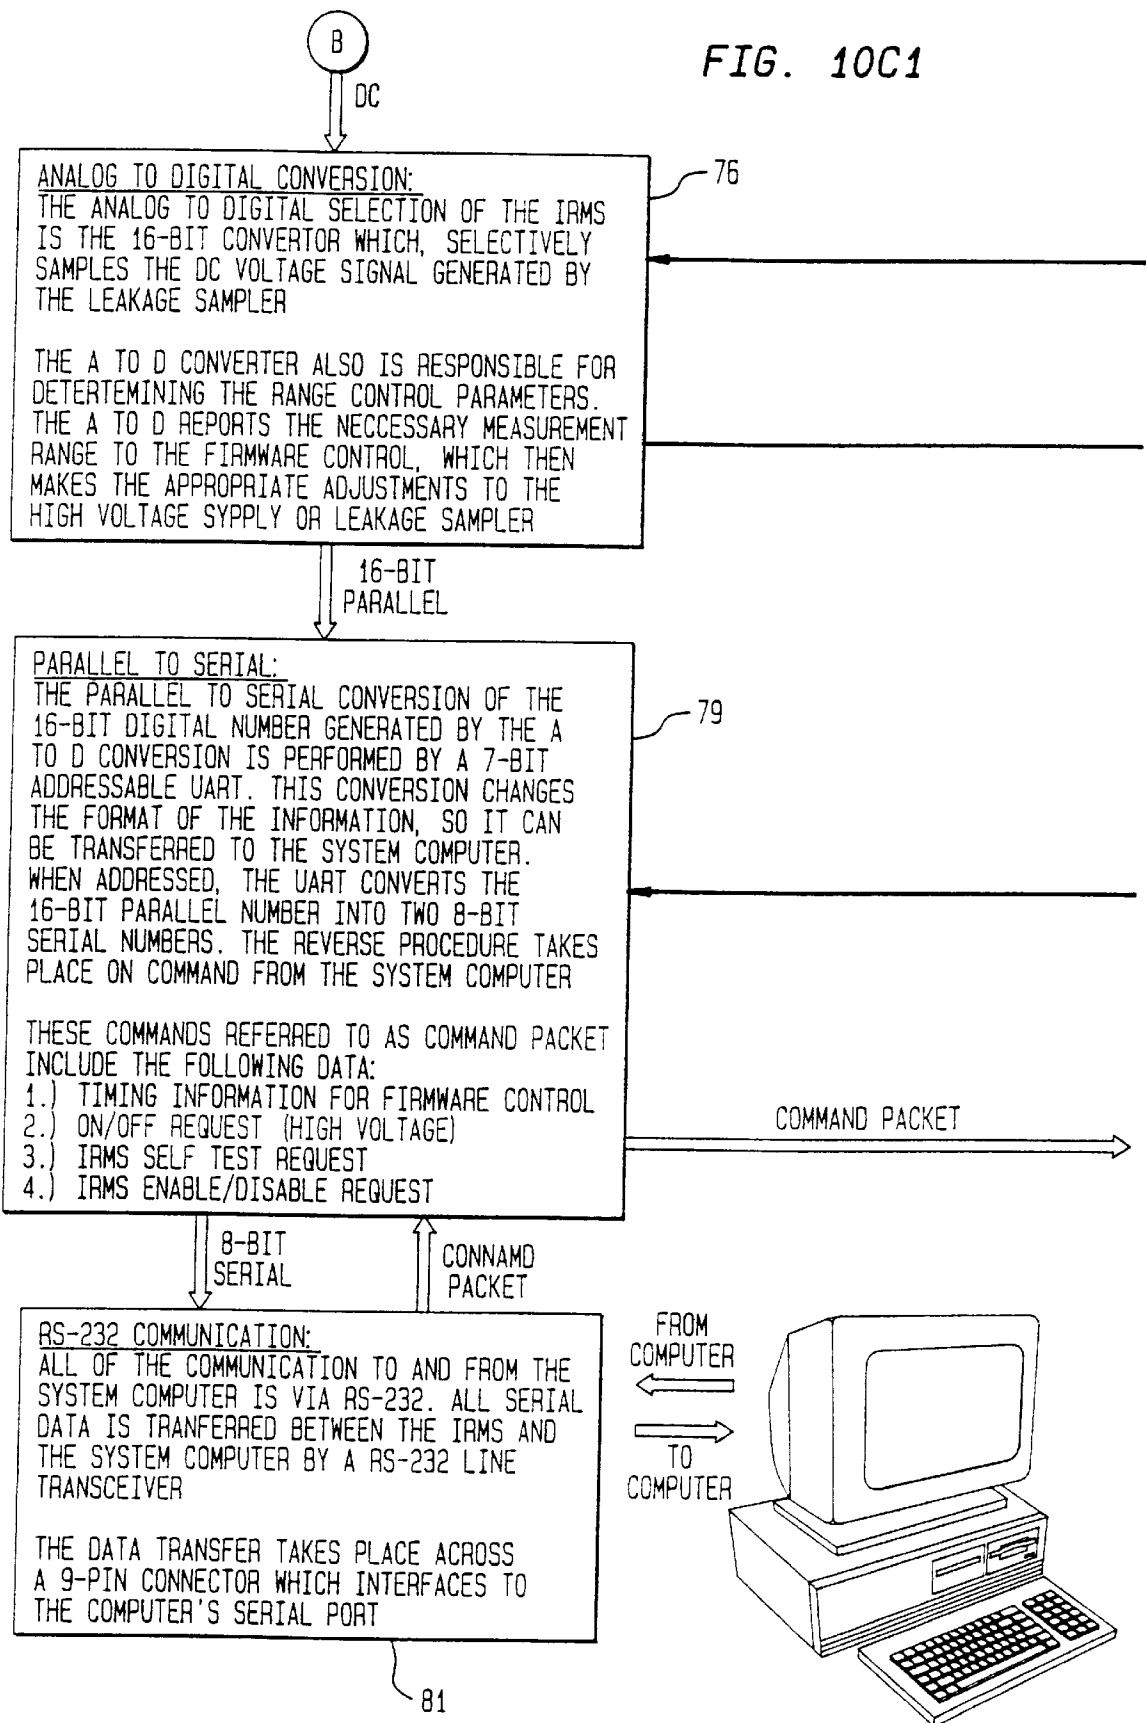 B
FIG. 10C1
DC
76
ANALOG TO DIGITAL CONVERSION:
THE ANALOG TO DIGITAL SELECTION OF THE IRMS
IS THE 16-BIT CONVERTOR WHICH, SELECTIVELY
SAMPLES THE DC VOLTAGE SIGNAL GENERATED BY
THE LEAKAGE SAMPLER
THE A TO D CONVERTER ALSO IS RESPONSIBLE FOR
DETERTEMINING THE RANGE CONTROL PARAMETERS.
THE A TO D REPORTS THE NECCESSARY MEASUREMENT
RANGE TO THE FIRMWARE CONTROL, WHICH THEN
MAKES THE APPROPRIATE ADJUSTMENTS TO THE
HIGH VOLTAGE SYPPLY OR LEAKAGE SAMPLER
16-BIT
PARALLEL
PARALLEL TO SERIAL:
THE PARALLEL TO SERIAL CONVERSION OF THE
16-BIT DIGITAL NUMBER GENERATED BY THE A
TO D CONVERSION IS PERFORMED BY A 7-BIT
ADDRESSABLE UART. THIS CONVERSION CHANGES
THE FORMAT OF THE INFORMATION, SO IT CAN
BE TRANSFERRED TO THE SYSTEM COMPUTER.
WHEN ADDRESSED, THE UART CONVERTS THE
16-BIT PARALLEL NUMBER INTO TWO 8-BIT
SERIAL NUMBERS. THE REVERSE PROCEDURE TAKES
PLACE ON COMMAND FROM THE SYSTEM COMPUTER
79
THESE COMMANDS REFERRED TO AS COMMAND PACKET
INCLUDE THE FOLLOWING DATA:
1.) TIMING INFORMATION FOR FIRMWARE CONTROL
2.) ON/OFF REQUEST (HIGH VOLTAGE)
3.) IRMS SELF TEST REQUEST
4.) IRMS ENABLE/DISABLE REQUEST
COMMAND PACKET
8-BIT
SERIAL
CONNAMD
PACKET
RS-232 COMMUNICATION:
ALL OF THE COMMUNICATION TO AND FROM THE
SYSTEM COMPUTER IS VIA RS-232. ALL SERIAL
DATA IS TRANFERRED BETWEEN THE IRMS AND
THE SYSTEM COMPUTER BY A RS-232 LINE
TRANSCEIVER
THE DATA TRANSFER TAKES PLACE ACROSS
A 9-PIN CONNECTOR WHICH INTERFACES TO
THE COMPUTER'S SERIAL PORT
FROM
COMPUTER
TO
COMPUTER
81